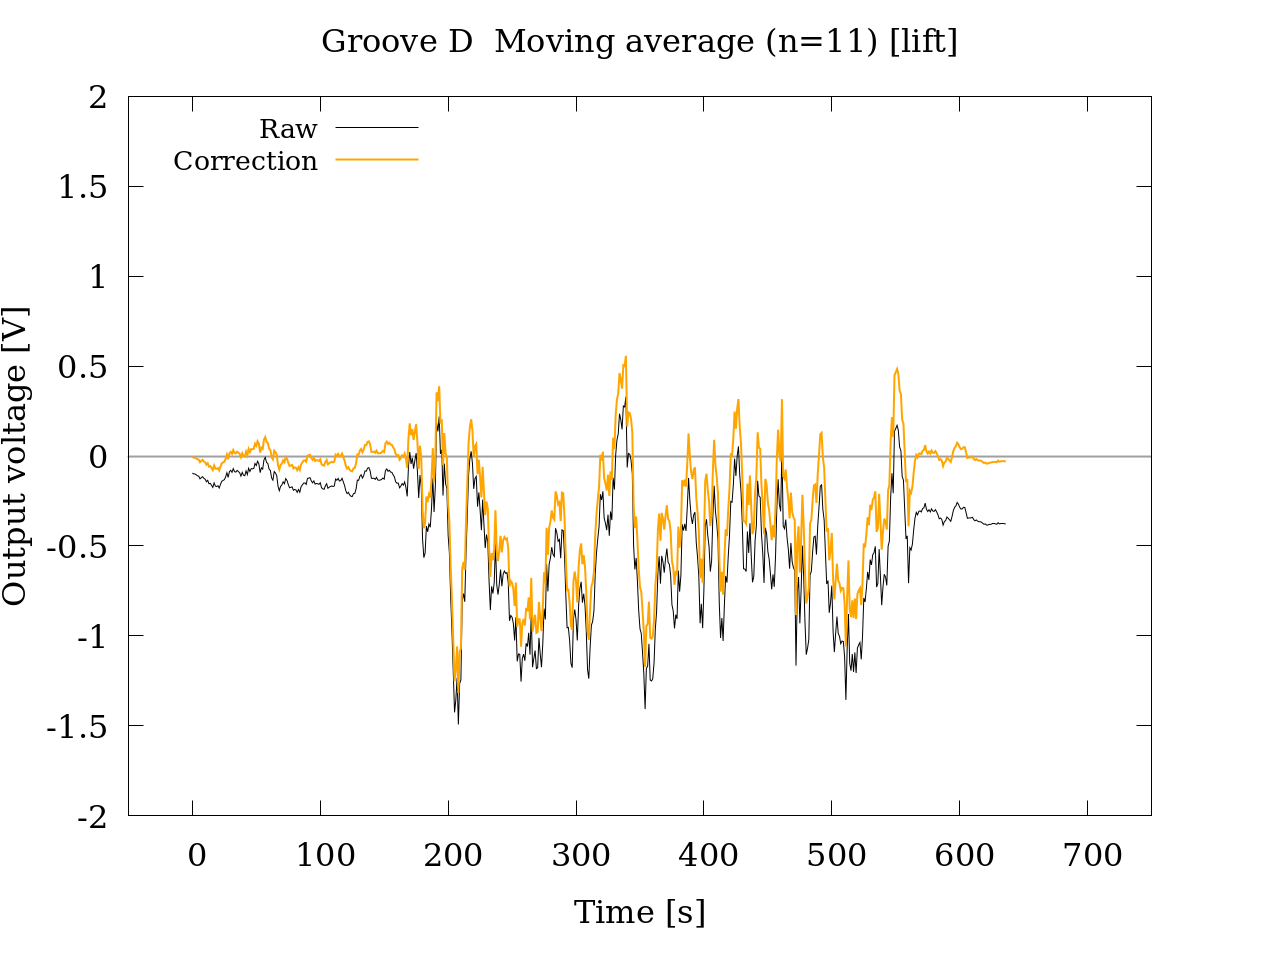 Groove D  Moving average (n=11) [lift]
Raw
Correction
2
1.5
1
0.5
0
-0.5
-1
-1.5
-2
Output voltage [V]
0 100 200 300 400 500 600 700
Time [s]